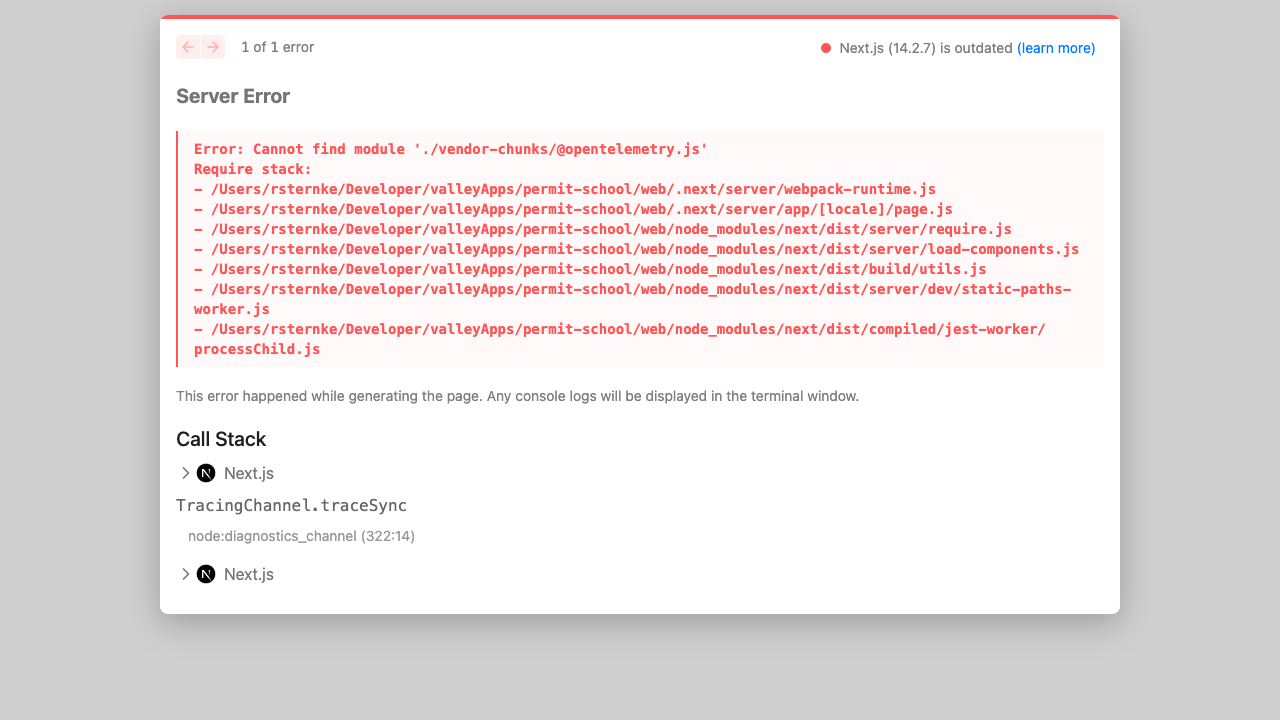 1 of 1 error
Next.js (14.2.7) is outdated (learn more)
Server Error
Error: Cannot find module './vendor-chunks/@opentelemetry.js'
Require stack:
- /Users/rsternke/Developer/valleyApps/permit-school/web/.next/server/webpack-runtime.js
- /Users/rsternke/Developer/valleyApps/permit-school/web/.next/server/app/[locale]/page.js
- /Users/rsternke/Developer/valleyApps/permit-school/web/node_modules/next/dist/server/require.js
- /Users/rsternke/Developer/valleyApps/permit-school/web/node_modules/next/dist/server/load-components.js
- /Users/rsternke/Developer/valleyApps/permit-school/web/node_modules/next/dist/build/utils.js
- /Users/rsternke/Developer/valleyApps/permit-school/web/node_modules/next/dist/server/dev/static-paths-
worker.js
- /Users/rsternke/Developer/valleyApps/permit-school/web/node_modules/next/dist/compiled/jest-worker/
processChild.js
This error happened while generating the page. Any console logs will be displayed in the terminal window.
Call Stack
Next.js
TracingChannel.traceSync
node:diagnostics_channel (322:14)
Next.js